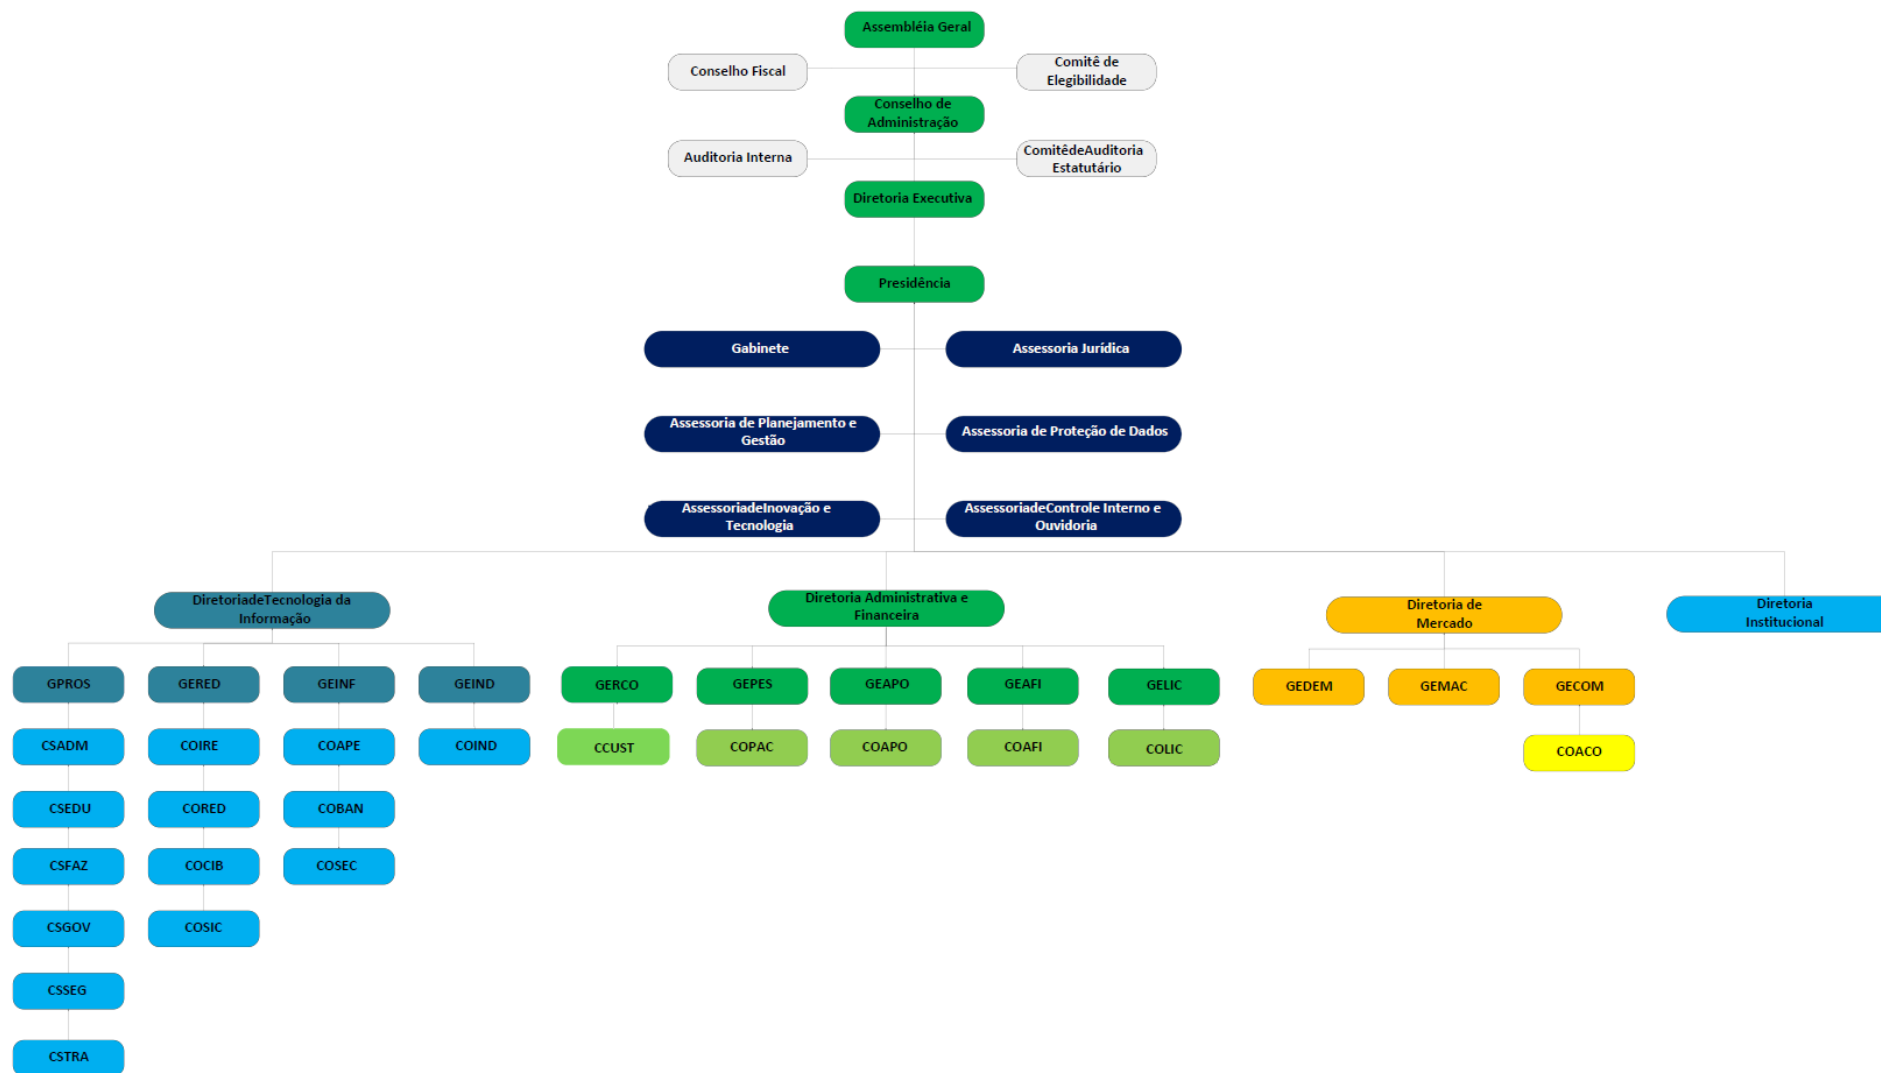 Assembléia Geral
Conselho Fiscal
Comitê de
Elegibilidade
Conselho de
Administração
Auditoria Interna
ComitêdeAuditoria
Estatutário
Diretoria Executiva
Presidência
Gabinete
Assessoria Jurídica
Assessoria de Planejamento e
Gestão
Assessoria de Proteção de Dados
AssessoriadeInovação e
Tecnologia
AssessoriadeControle Interno e
Ouvidoria
DiretoriadeTecnologia da
Informação
Diretoria Administrativa e
Financeira
Diretoria de
Mercado
Diretoria
Institucional
GPROS
GERED
GEINF
GEIND
GERCO
GEPES
GEAPO
GEAFI
GELIC
GEDEM
GEMAC
GECOM
CSADM
COIRE
COAPE
COIND
CCUST
COPAC
COAPO
COAFI
COLIC
COACO
CSEDU
CORED
COBAN
CSFAZ
COCIB
COSEC
CSGOV
COSIC
CSSEG
CSTRA